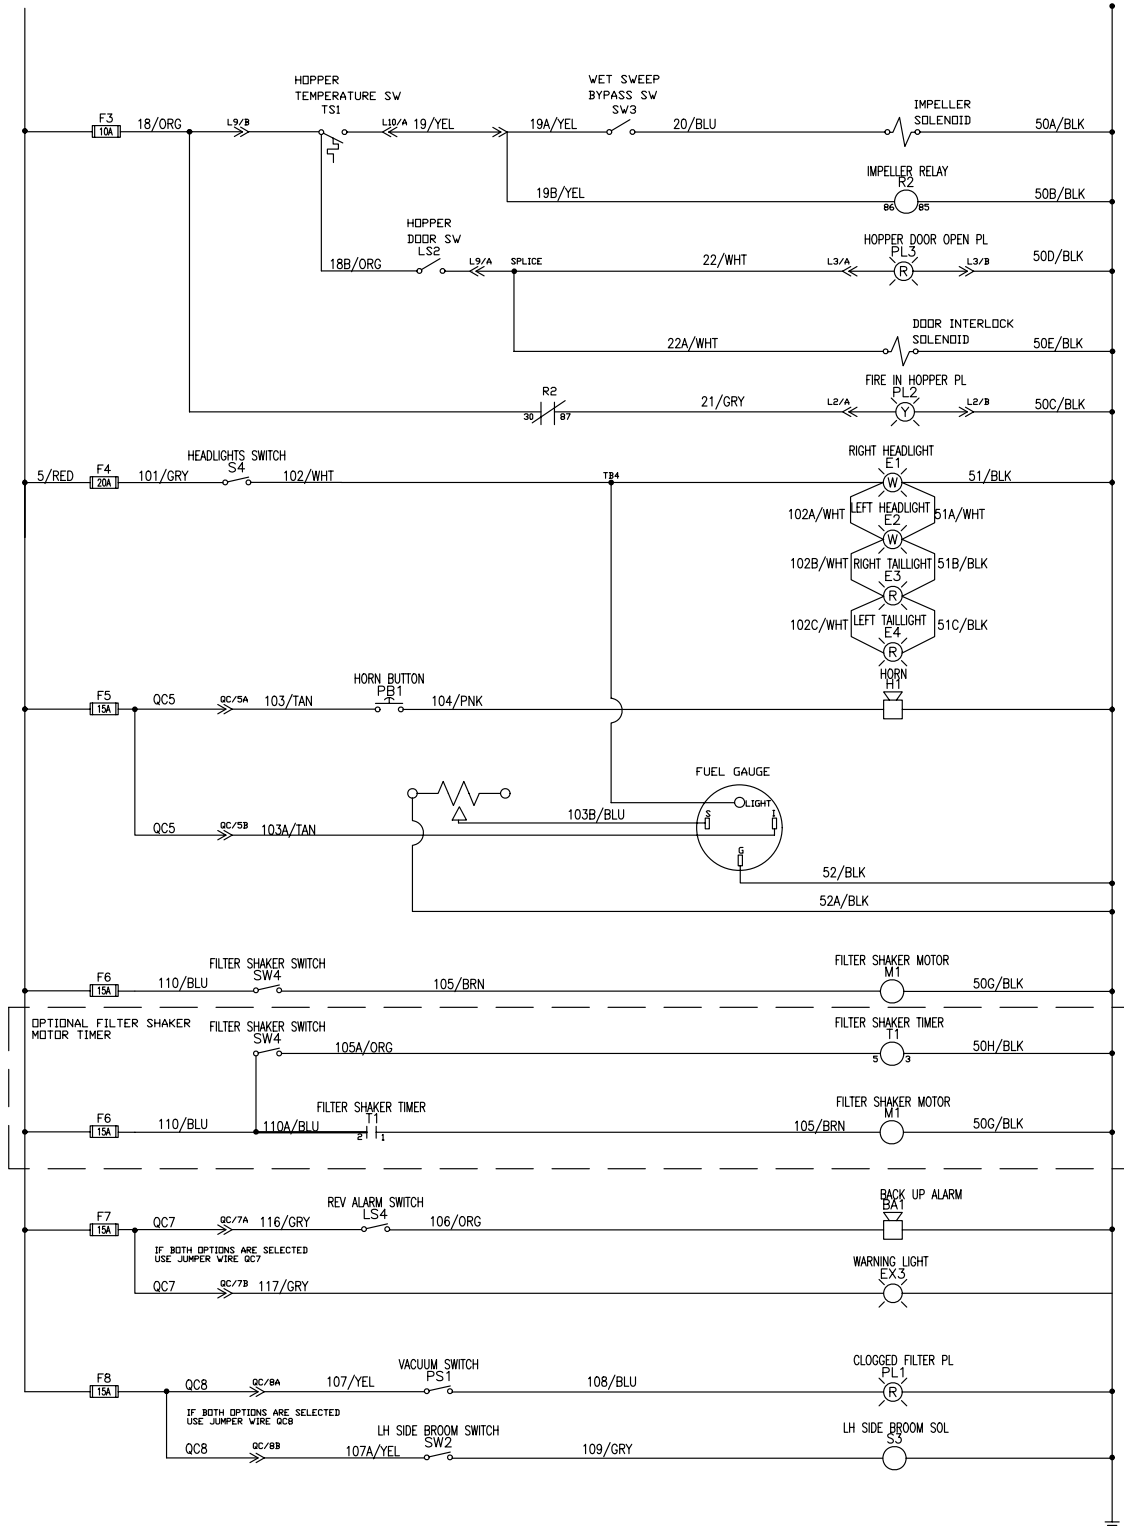 HOPPER
TEMPERATURE SW
TS1
WET SWEEP
BYPASS SW
SW3
IMPELLER
SOLENOID
F3
10A
18/ORG
L9/B
L10/A
19/YEL
19A/YEL
20/BLU
50A/BLK
IMPELLER RELAY
R2
19B/YEL
86
85
50B/BLK
HOPPER
DOOR SW
LS2
18B/ORG
L9/A
SPLICE
22/WHT
HOPPER DOOR OPEN PL
PL3
L3/A
R
L3/B
50D/BLK
DOOR INTERLOCK
SOLENOID
22A/WHT
50E/BLK
FIRE IN HOPPER PL
PL2
R2
30
87
21/GRY
L2/A
Y
L2/B
50C/BLK
HEADLIGHTS SWITCH
S4
5/RED
F4
20A
101/GRY
102/WHT
TB4
RIGHT HEADLIGHT
E1
W
51/BLK
102A/WHT
LEFT HEADLIGHT
51A/WHT
E2
W
102B/WHT
RIGHT TAILLIGHT
51B/BLK
E3
R
102C/WHT
LEFT TAILLIGHT
51C/BLK
E4
R
HORN
H1
HORN BUTTON
PB1
F5
15A
QC5
QC/5A
103/TAN
104/PNK
FUEL GAUGE
LIGHT
S
I
G
103B/BLU
QC5
QC/5B
103A/TAN
52/BLK
52A/BLK
FILTER SHAKER SWITCH
SW4
F6
15A
110/BLU
105/BRN
FILTER SHAKER MOTOR
M1
50G/BLK
OPTIONAL FILTER SHAKER
MOTOR TIMER
FILTER SHAKER SWITCH
SW4
105A/ORG
FILTER SHAKER TIMER
T1
5
3
50H/BLK
F6
15A
110/BLU
110A/BLU
FILTER SHAKER TIMER
T1
2
1
105/BRN
FILTER SHAKER MOTOR
M1
50G/BLK
F7
15A
QC7
QC/7A
116/GRY
REV ALARM SWITCH
LS4
106/ORG
BACK UP ALARM
BA1
IF BOTH OPTIONS ARE SELECTED
USE JUMPER WIRE QC7
QC7
QC/7B
117/GRY
WARNING LIGHT
EX3
F8
15A
QC8
QC/8A
107/YEL
VACUUM SWITCH
PS1
108/BLU
CLOGGED FILTER PL
PL1
R
IF BOTH OPTIONS ARE SELECTED
USE JUMPER WIRE QC8
QC8
QC/8B
107A/YEL
LH SIDE BROOM SWITCH
SW2
109/GRY
LH SIDE BROOM SOL
S3